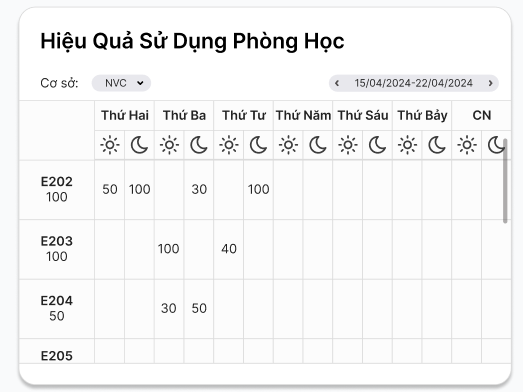 Hiệu Quả Sử Dụng Phòng Học
Cơ sở: NVC 15/04/2024-22/04/2024
Thứ Hai Thứ Ba Thứ Tư Thứ Năm Thứ Sáu Thứ Bảy CN
E202
100 50 100 30 100
E203
100 100 40
E204
50 30 50
E205